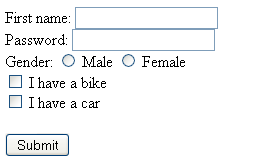 First name:
Password:
Gender: Male Female
I have a bike
I have a car
Submit